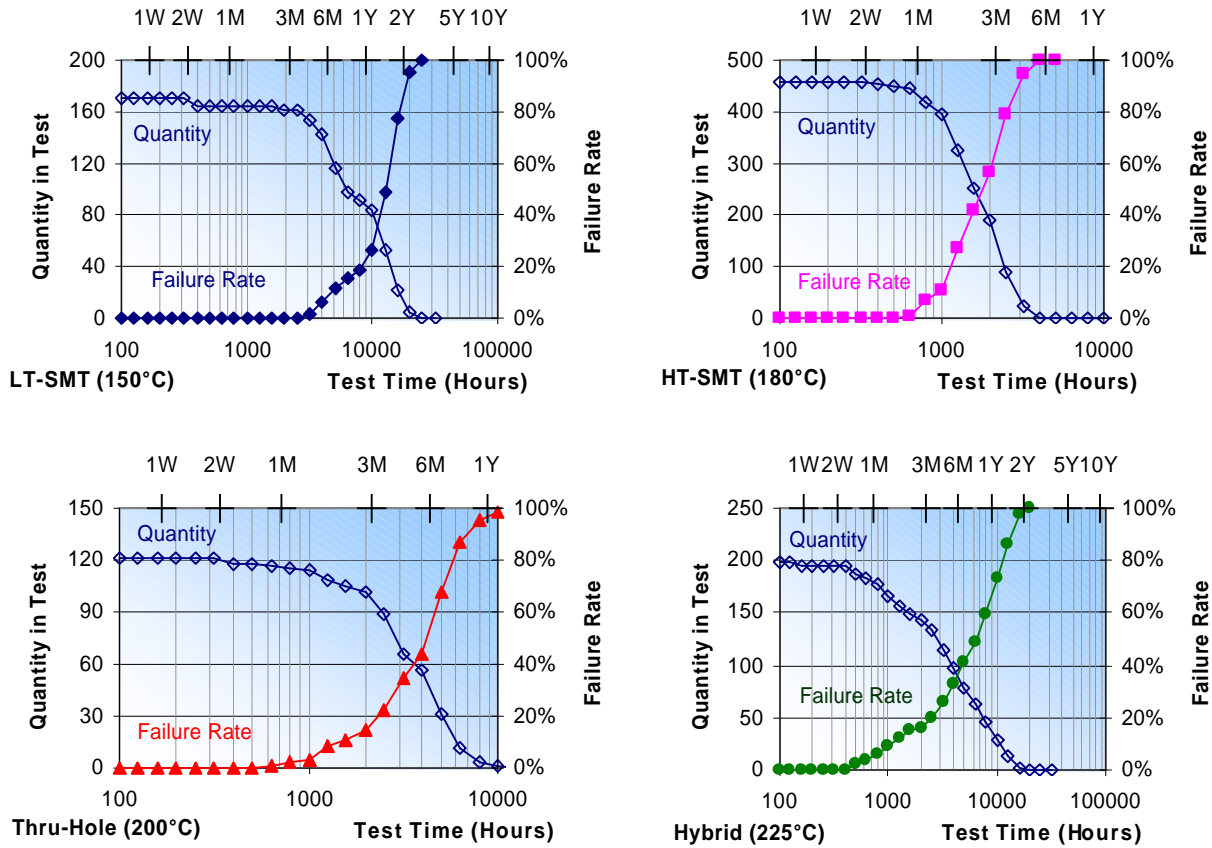 1W 2W 1M 3M 6M 1Y 2Y 5Y 10Y
200 100%
160 80%
120 60%
80 40%
40 20%
0 0%
Quantity in Test
Quantity
Failure Rate
Failure Rate
100 1000 10000 100000
LT-SMT (150°C) Test Time (Hours)
1W 2W 1M 3M 6M 1Y
500 100%
400 80%
300 60%
200 40%
100 20%
0 0%
Quantity in Test
Quantity
Failure Rate
Failure Rate
100 1000 10000
HT-SMT (180°C) Test Time (Hours)
1W 2W 1M 3M 6M 1Y
150 100%
120 80%
90 60%
60 40%
30 20%
0 0%
Quantity in Test
Quantity
Failure Rate
Failure Rate
100 1000 10000
Thru-Hole (200°C) Test Time (Hours)
1W 2W 1M 3M 6M 1Y 2Y 5Y 10Y
250 100%
200 80%
150 60%
100 40%
50 20%
0 0%
Quantity in Test
Quantity
Failure Rate
Failure Rate
100 1000 10000 100000
Hybrid (225°C) Test Time (Hours)